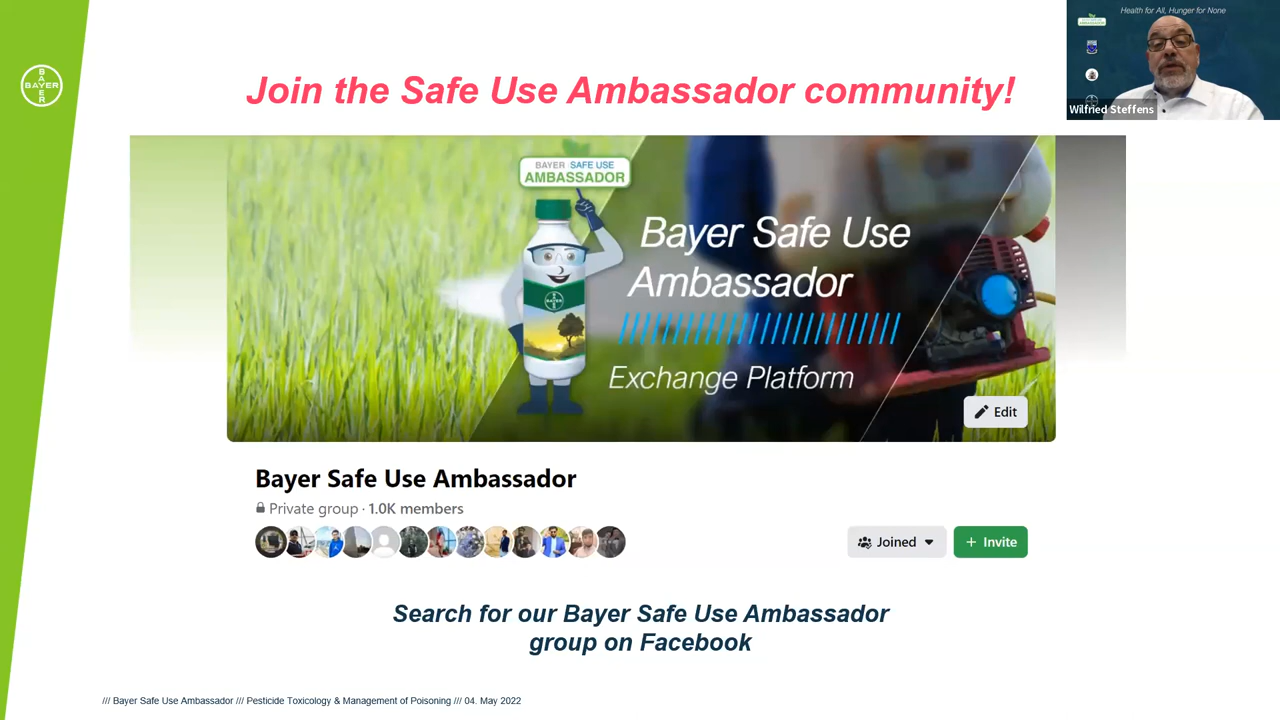 Health for All, Hunger for None
Wilfried Steffens
BAYER
BAYER
Join the Safe Use Ambassador community!
BAYER SAFE USE
AMBASSADOR
Bayer Safe Use
Ambassador
Exchange Platform
BAYER
Edit
Bayer Safe Use Ambassador
Private group · 1.0K members
Joined
+ Invite
Search for our Bayer Safe Use Ambassador
group on Facebook
/// Bayer Safe Use Ambassador /// Pesticide Toxicology & Management of Poisoning /// 04. May 2022